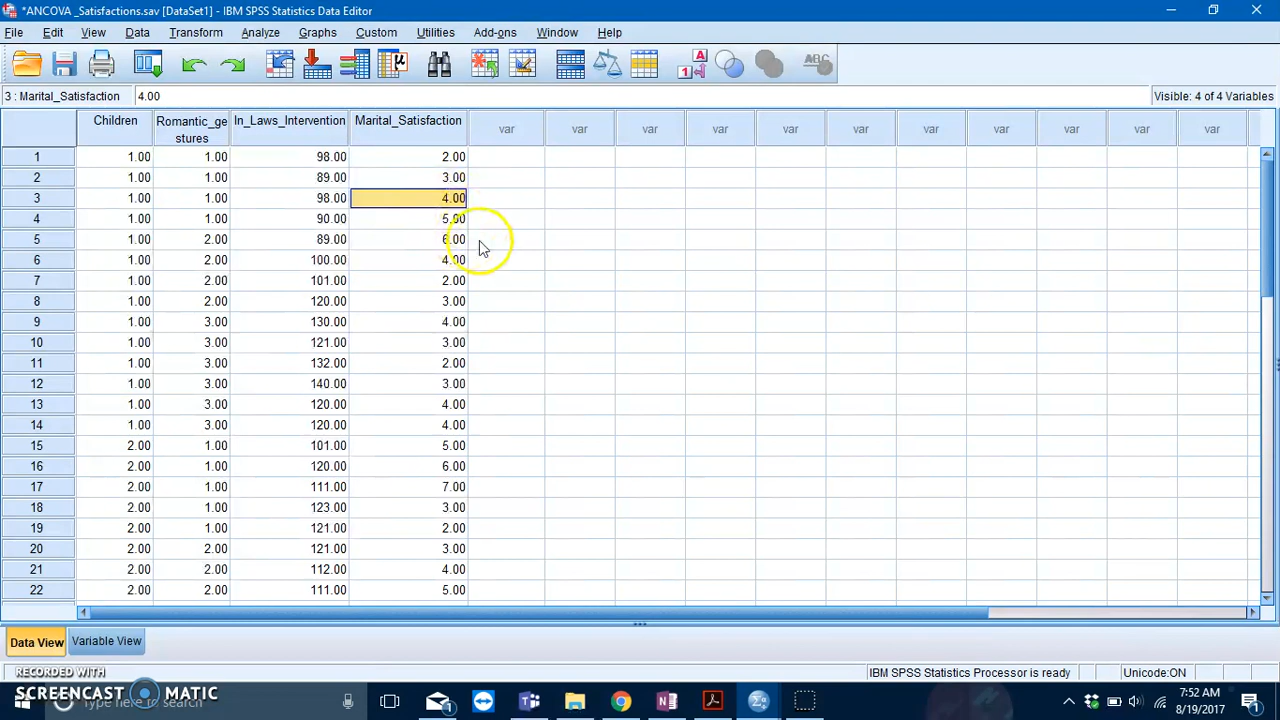 *ANCOVA _Satisfactions.sav [DataSet1] - IBM SPSS Statistics Data Editor
File Edit View Data Transform Analyze Graphs Custom Utilities Add-ons Window Help
3 : Marital_Satisfaction 4.00 Visible: 4 of 4 Variables
Children Romantic_ge In_Laws_Intervention Marital_Satisfaction var var var var var var var var var var var
stures
1 1.00 1.00 98.00 2.00
2 1.00 1.00 89.00 3.00
3 1.00 1.00 98.00 4.00
4 1.00 1.00 90.00 5.00
5 1.00 2.00 89.00 6.00
6 1.00 2.00 100.00 4.00
7 1.00 2.00 101.00 2.00
8 1.00 2.00 120.00 3.00
9 1.00 3.00 130.00 4.00
10 1.00 3.00 121.00 3.00
11 1.00 3.00 132.00 2.00
12 1.00 3.00 140.00 3.00
13 1.00 3.00 120.00 4.00
14 1.00 3.00 120.00 4.00
15 2.00 1.00 101.00 5.00
16 2.00 1.00 120.00 6.00
17 2.00 1.00 111.00 7.00
18 2.00 1.00 123.00 3.00
19 2.00 1.00 121.00 2.00
20 2.00 2.00 121.00 3.00
21 2.00 2.00 112.00 4.00
22 2.00 2.00 111.00 5.00
Data View Variable View
IBM SPSS Statistics Processor is ready Unicode:ON
RECORDED WITH
SCREENCAST MATIC
Type here to search
7:52 AM
8/19/2017